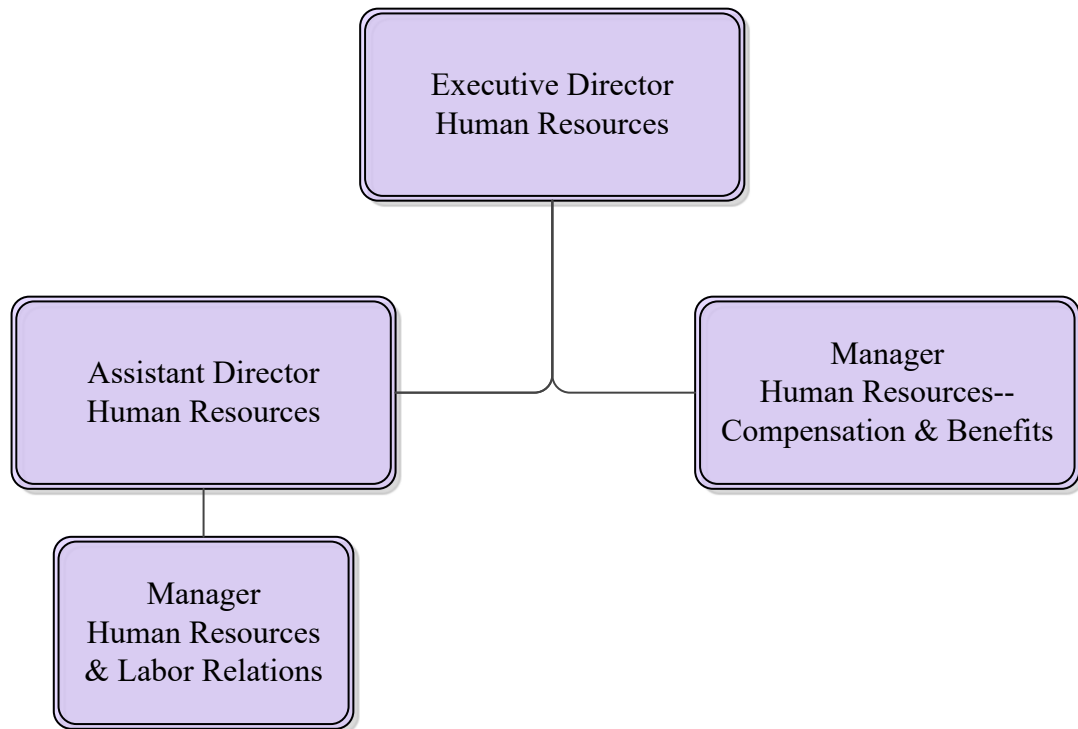 Executive Director
Human Resources
Assistant Director
Human Resources
Manager
Human Resources--
Compensation & Benefits
Manager
Human Resources
& Labor Relations